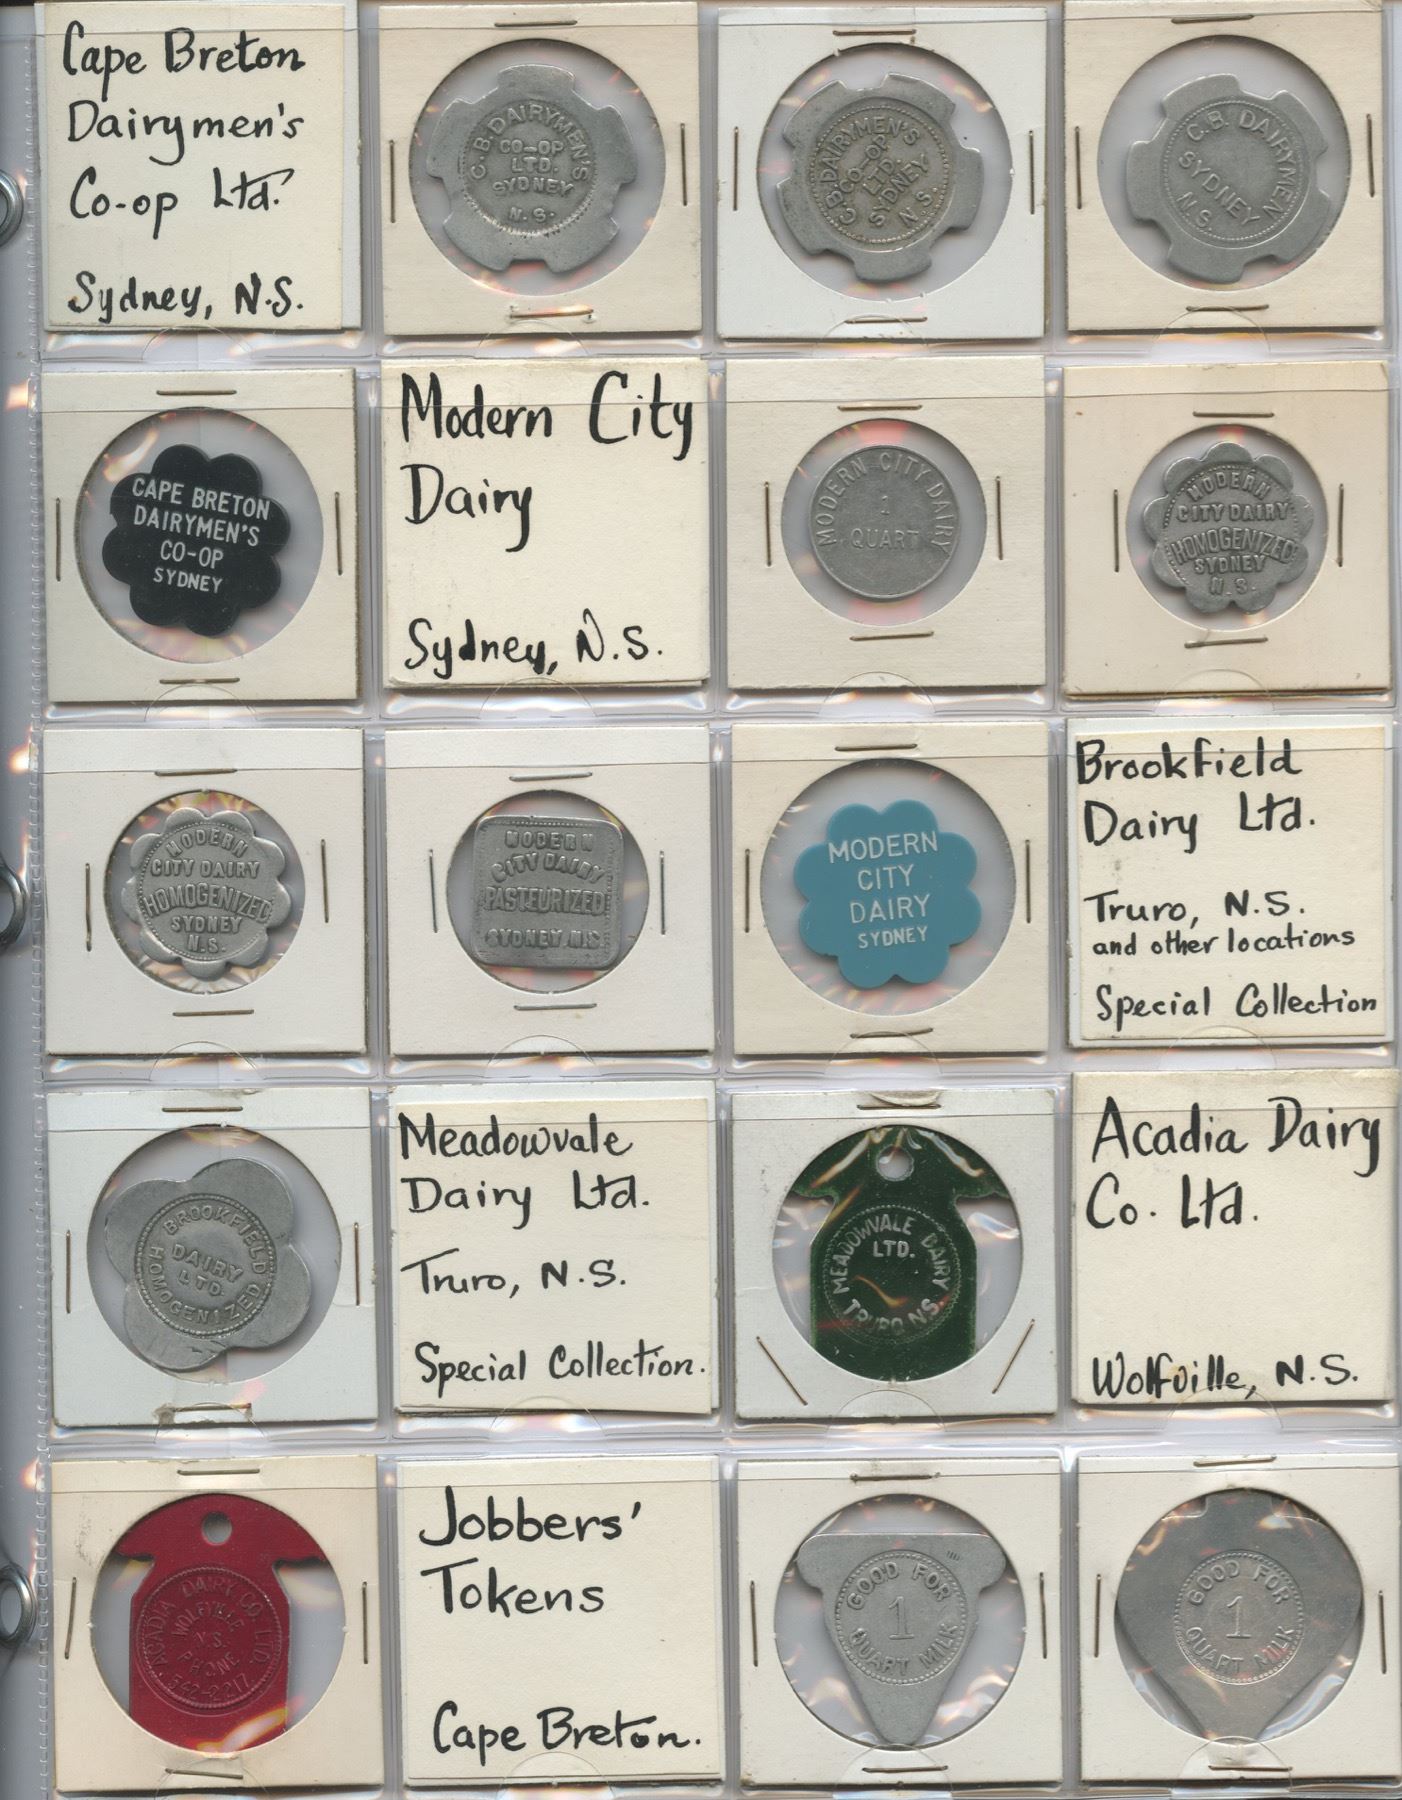 Cape Breton
Dairymen's
Co-op Ltd.
Sydney, N.S.
C.B. DAIRYMEN'S
CO-OP
LTD.
SYDNEY
N.S.
C.B. DAIRYMEN'S
CO-OP
LTD.
SYDNEY
N.S.
C.B. DAIRYMEN
SYDNEY
N.S.
CAPE BRETON
DAIRYMEN'S
CO-OP
SYDNEY
Modern City
Dairy
Sydney, N.S.
MODERN CITY DAIRY
1
QUART
MODERN
CITY DAIRY
HOMOGENIZED
SYDNEY
N.S.
MODERN
CITY DAIRY
HOMOGENIZED
SYDNEY
N.S.
MODERN
CITY DAIRY
PASTEURIZED
SYDNEY N.S.
MODERN
CITY
DAIRY
SYDNEY
Brookfield
Dairy Ltd.
Truro, N.S.
and other locations
Special Collection
BROOKFIELD
DAIRY
LTD.
HOMOGENIZED
Meadowvale
Dairy Ltd.
Truro, N.S.
Special Collection.
MEADOWVALE DAIRY
LTD.
TRURO N.S.
Acadia Dairy
Co. Ltd.
Wolfville, N.S.
ACADIA DAIRY CO. LTD.
WOLFVILLE
N.S.
PHONE
542-2217
Jobbers'
Tokens
Cape Breton.
GOOD FOR
1
QUART MILK
GOOD FOR
1
QUART MILK